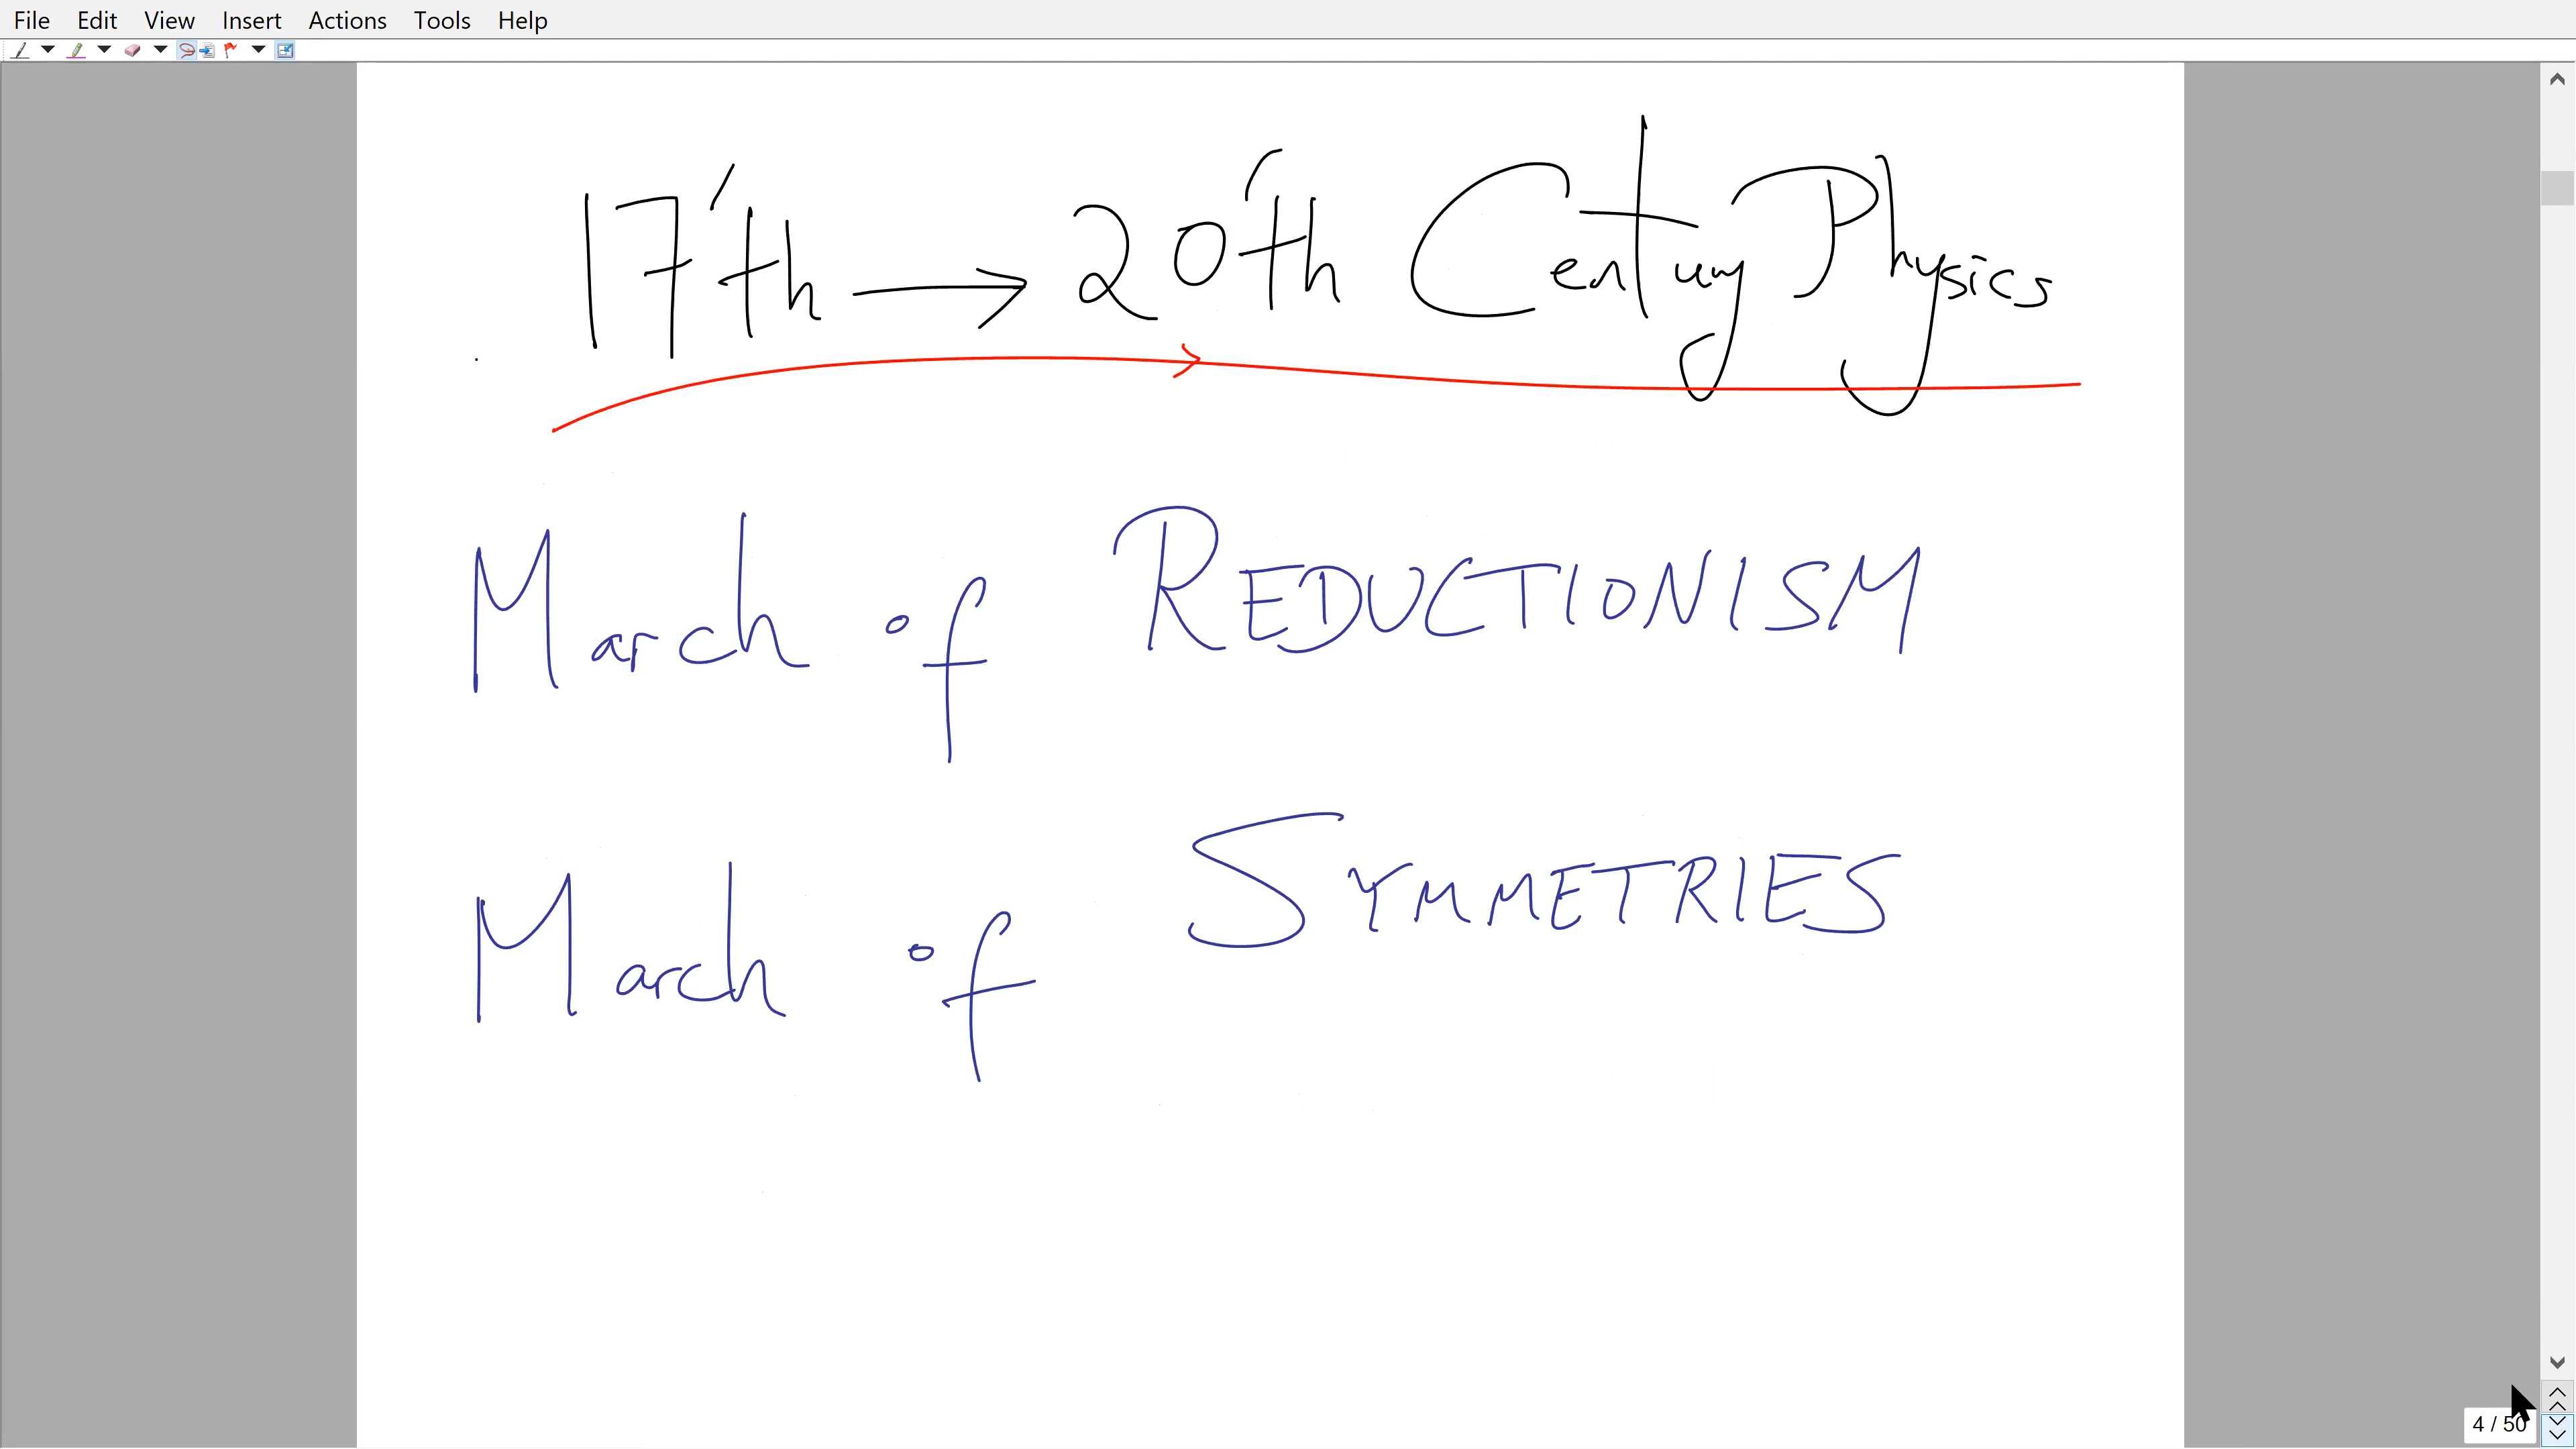 File Edit View Insert Actions Tools Help
17'th → 20'th Century Physics
March of REDUCTIONISM
March of SYMMETRIES
4 / 50